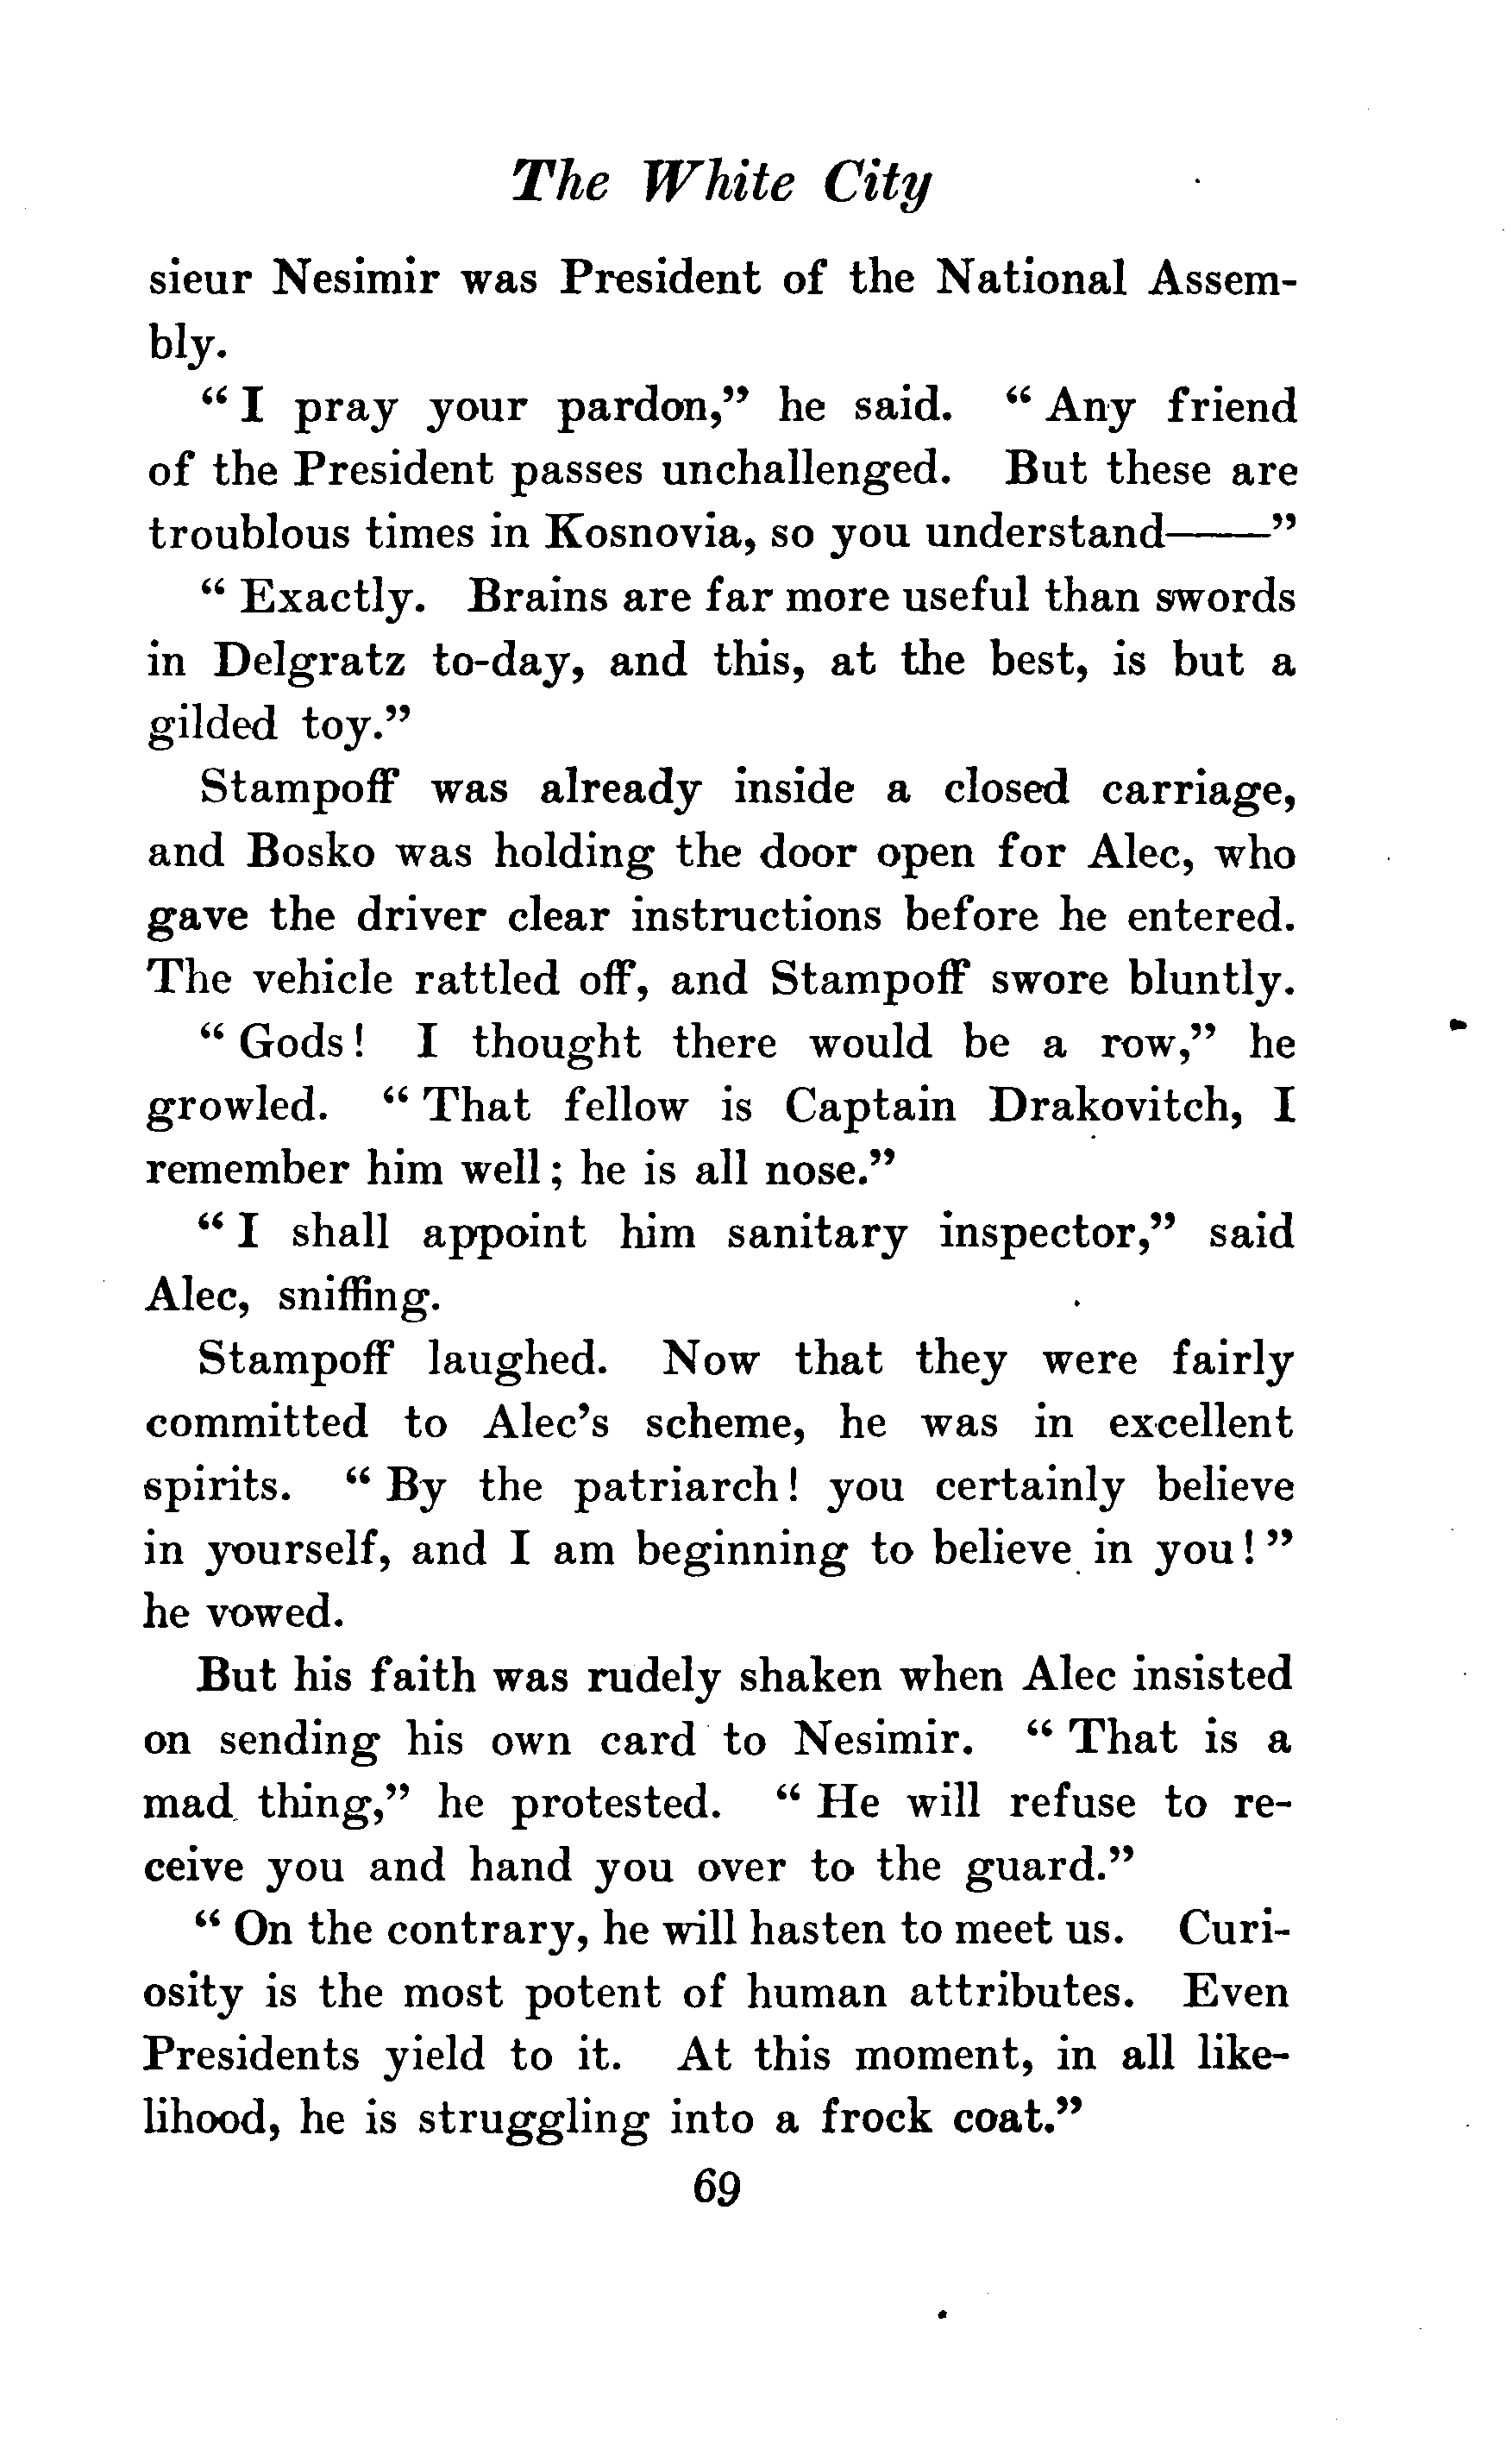 The White City
sieur Nesimir was President of the National Assem-
bly.
“ I pray your pardon,” he said. “ Any friend
of the President passes unchallenged. But these are
troublous times in Kosnovia, so you understand——”
“ Exactly. Brains are far more useful than swords
in Delgratz to-day, and this, at the best, is but a
gilded toy.”
Stampoff was already inside a closed carriage,
and Bosko was holding the door open for Alec, who
gave the driver clear instructions before he entered.
The vehicle rattled off, and Stampoff swore bluntly.
“ Gods! I thought there would be a row,” he
growled. “ That fellow is Captain Drakovitch, I
remember him well; he is all nose.”
“ I shall appoint him sanitary inspector,” said
Alec, sniffing.
Stampoff laughed. Now that they were fairly
committed to Alec’s scheme, he was in excellent
spirits. “ By the patriarch! you certainly believe
in yourself, and I am beginning to believe in you! ”
he vowed.
But his faith was rudely shaken when Alec insisted
on sending his own card to Nesimir. “ That is a
mad thing,” he protested. “ He will refuse to re-
ceive you and hand you over to the guard.”
“ On the contrary, he will hasten to meet us. Curi-
osity is the most potent of human attributes. Even
Presidents yield to it. At this moment, in all like-
lihood, he is struggling into a frock coat.”
69